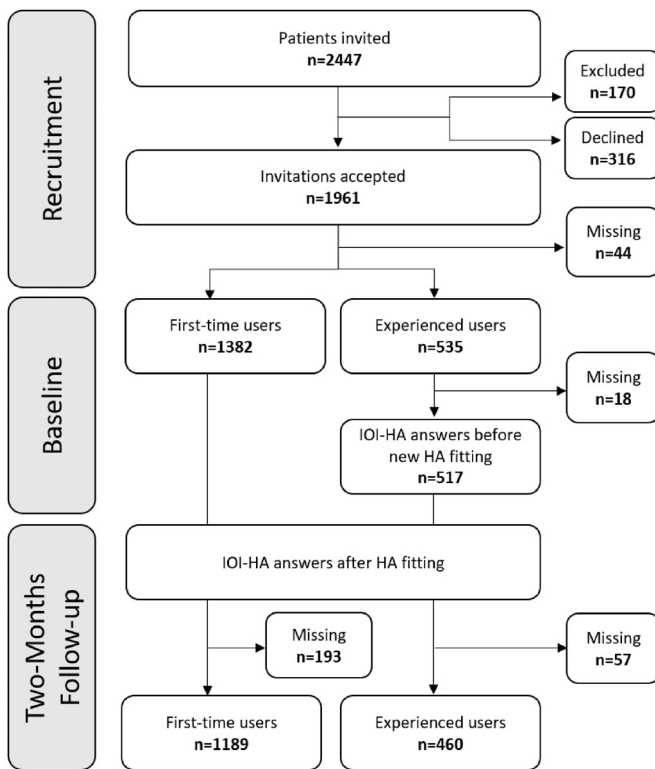 Recruitment
Patients invited
n=2447
Excluded
n=170
Declined
n=316
Invitations accepted
n=1961
Missing
n=44
Baseline
First-time users
n=1382
Experienced users
n=535
Missing
n=18
IOI-HA answers before
new HA fitting
n=517
Two-Months
Follow-up
IOI-HA answers after HA fitting
Missing
n=193
Missing
n=57
First-time users
n=1189
Experienced users
n=460